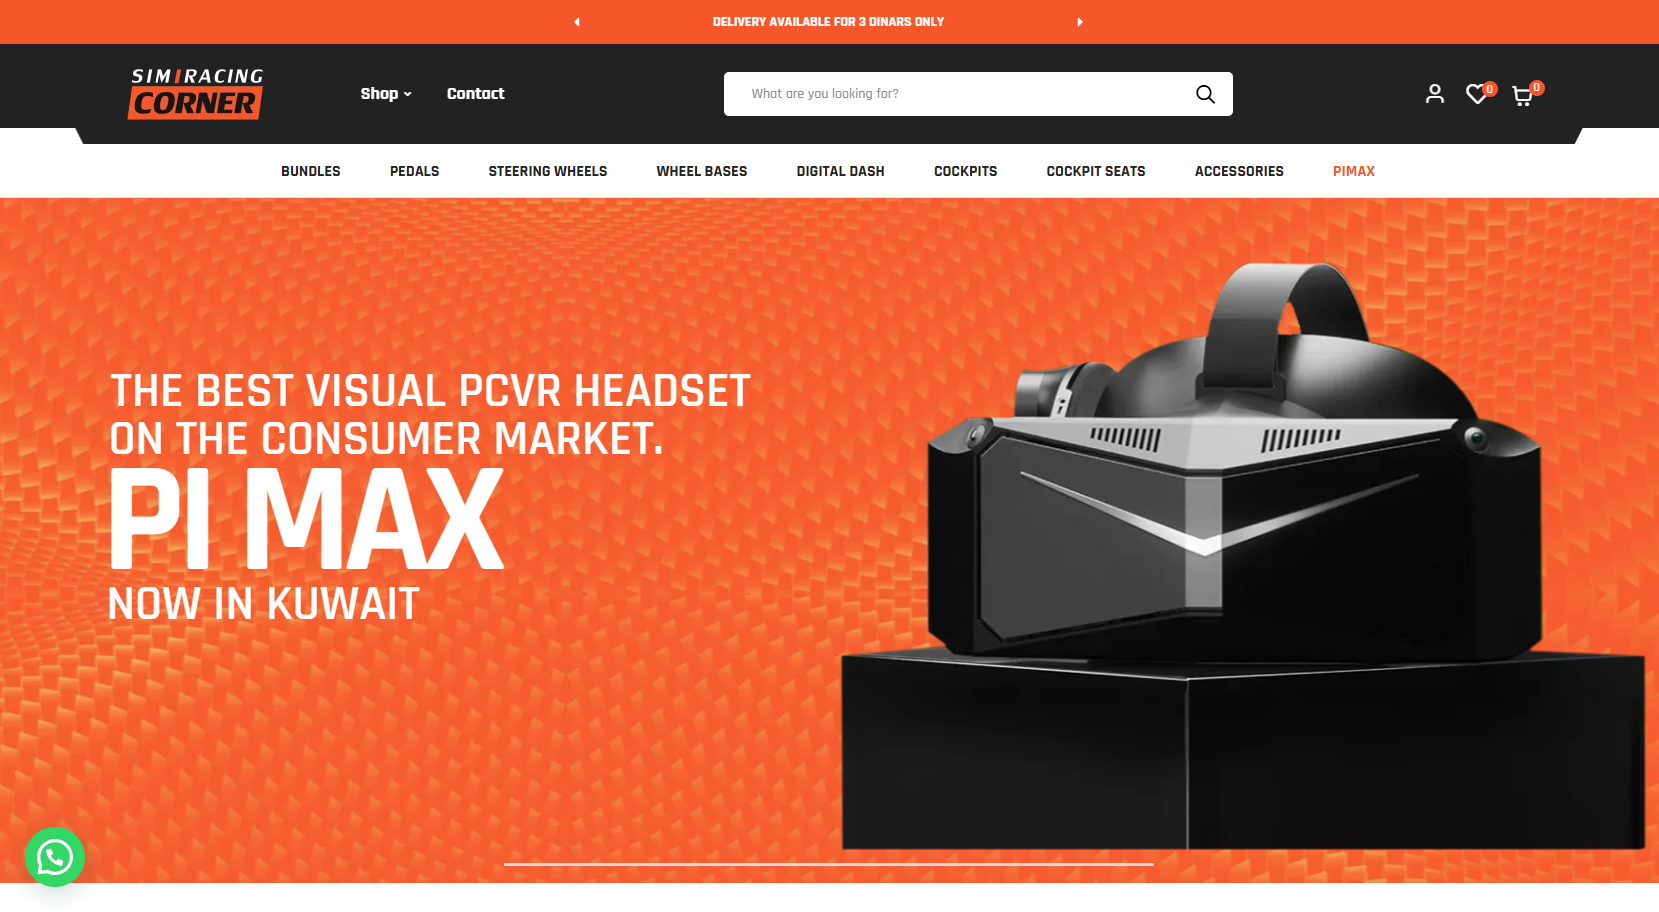 DELIVERY AVAILABLE FOR 3 DINARS ONLY
SIM RACING
CORNER
Shop
Contact
What are you looking for?
0
0
BUNDLES
PEDALS
STEERING WHEELS
WHEEL BASES
DIGITAL DASH
COCKPITS
COCKPIT SEATS
ACCESSORIES
PIMAX
THE BEST VISUAL PCVR HEADSET
ON THE CONSUMER MARKET.
PI MAX
NOW IN KUWAIT